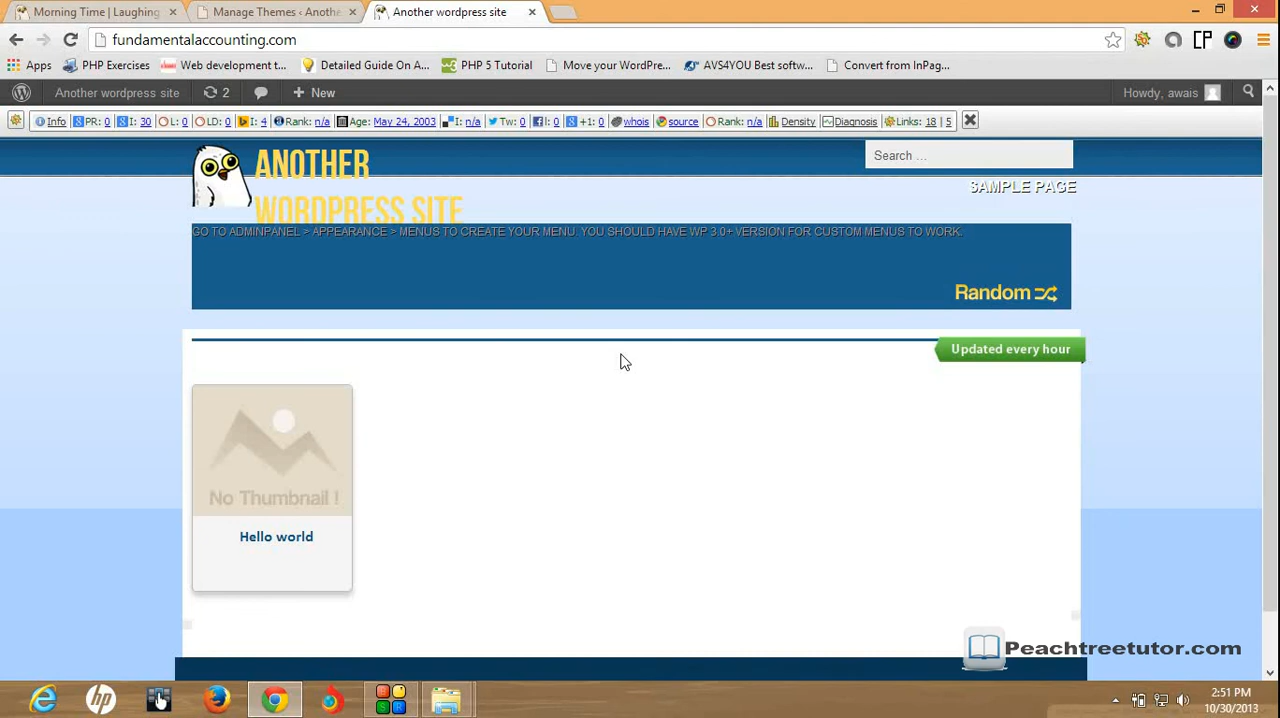 Morning Time | Laughing
Manage Themes ‹ Anothe
Another wordpress site
fundamentalaccounting.com
Apps
PHP Exercises
Web development t...
Detailed Guide On A...
PHP 5 Tutorial
Move your WordPre...
AVS4YOU Best softw...
Convert from InPag...
Another wordpress site
2
+ New
Howdy, awais
Info PR: 0 I: 30 L: 0 LD: 0 I: 4 Rank: n/a Age: May 24, 2003 I: n/a Tw: 0 I: 0 +1: 0 whois source Rank: n/a Density Diagnosis Links: 18 | 5
ANOTHER
WORDPRESS SITE
Search ...
SAMPLE PAGE
GO TO ADMINPANEL > APPEARANCE > MENUS TO CREATE YOUR MENU. YOU SHOULD HAVE WP 3.0+ VERSION FOR CUSTOM MENUS TO WORK.
Random
Updated every hour
No Thumbnail !
Hello world
Peachtreetutor.com
2:51 PM
10/30/2013